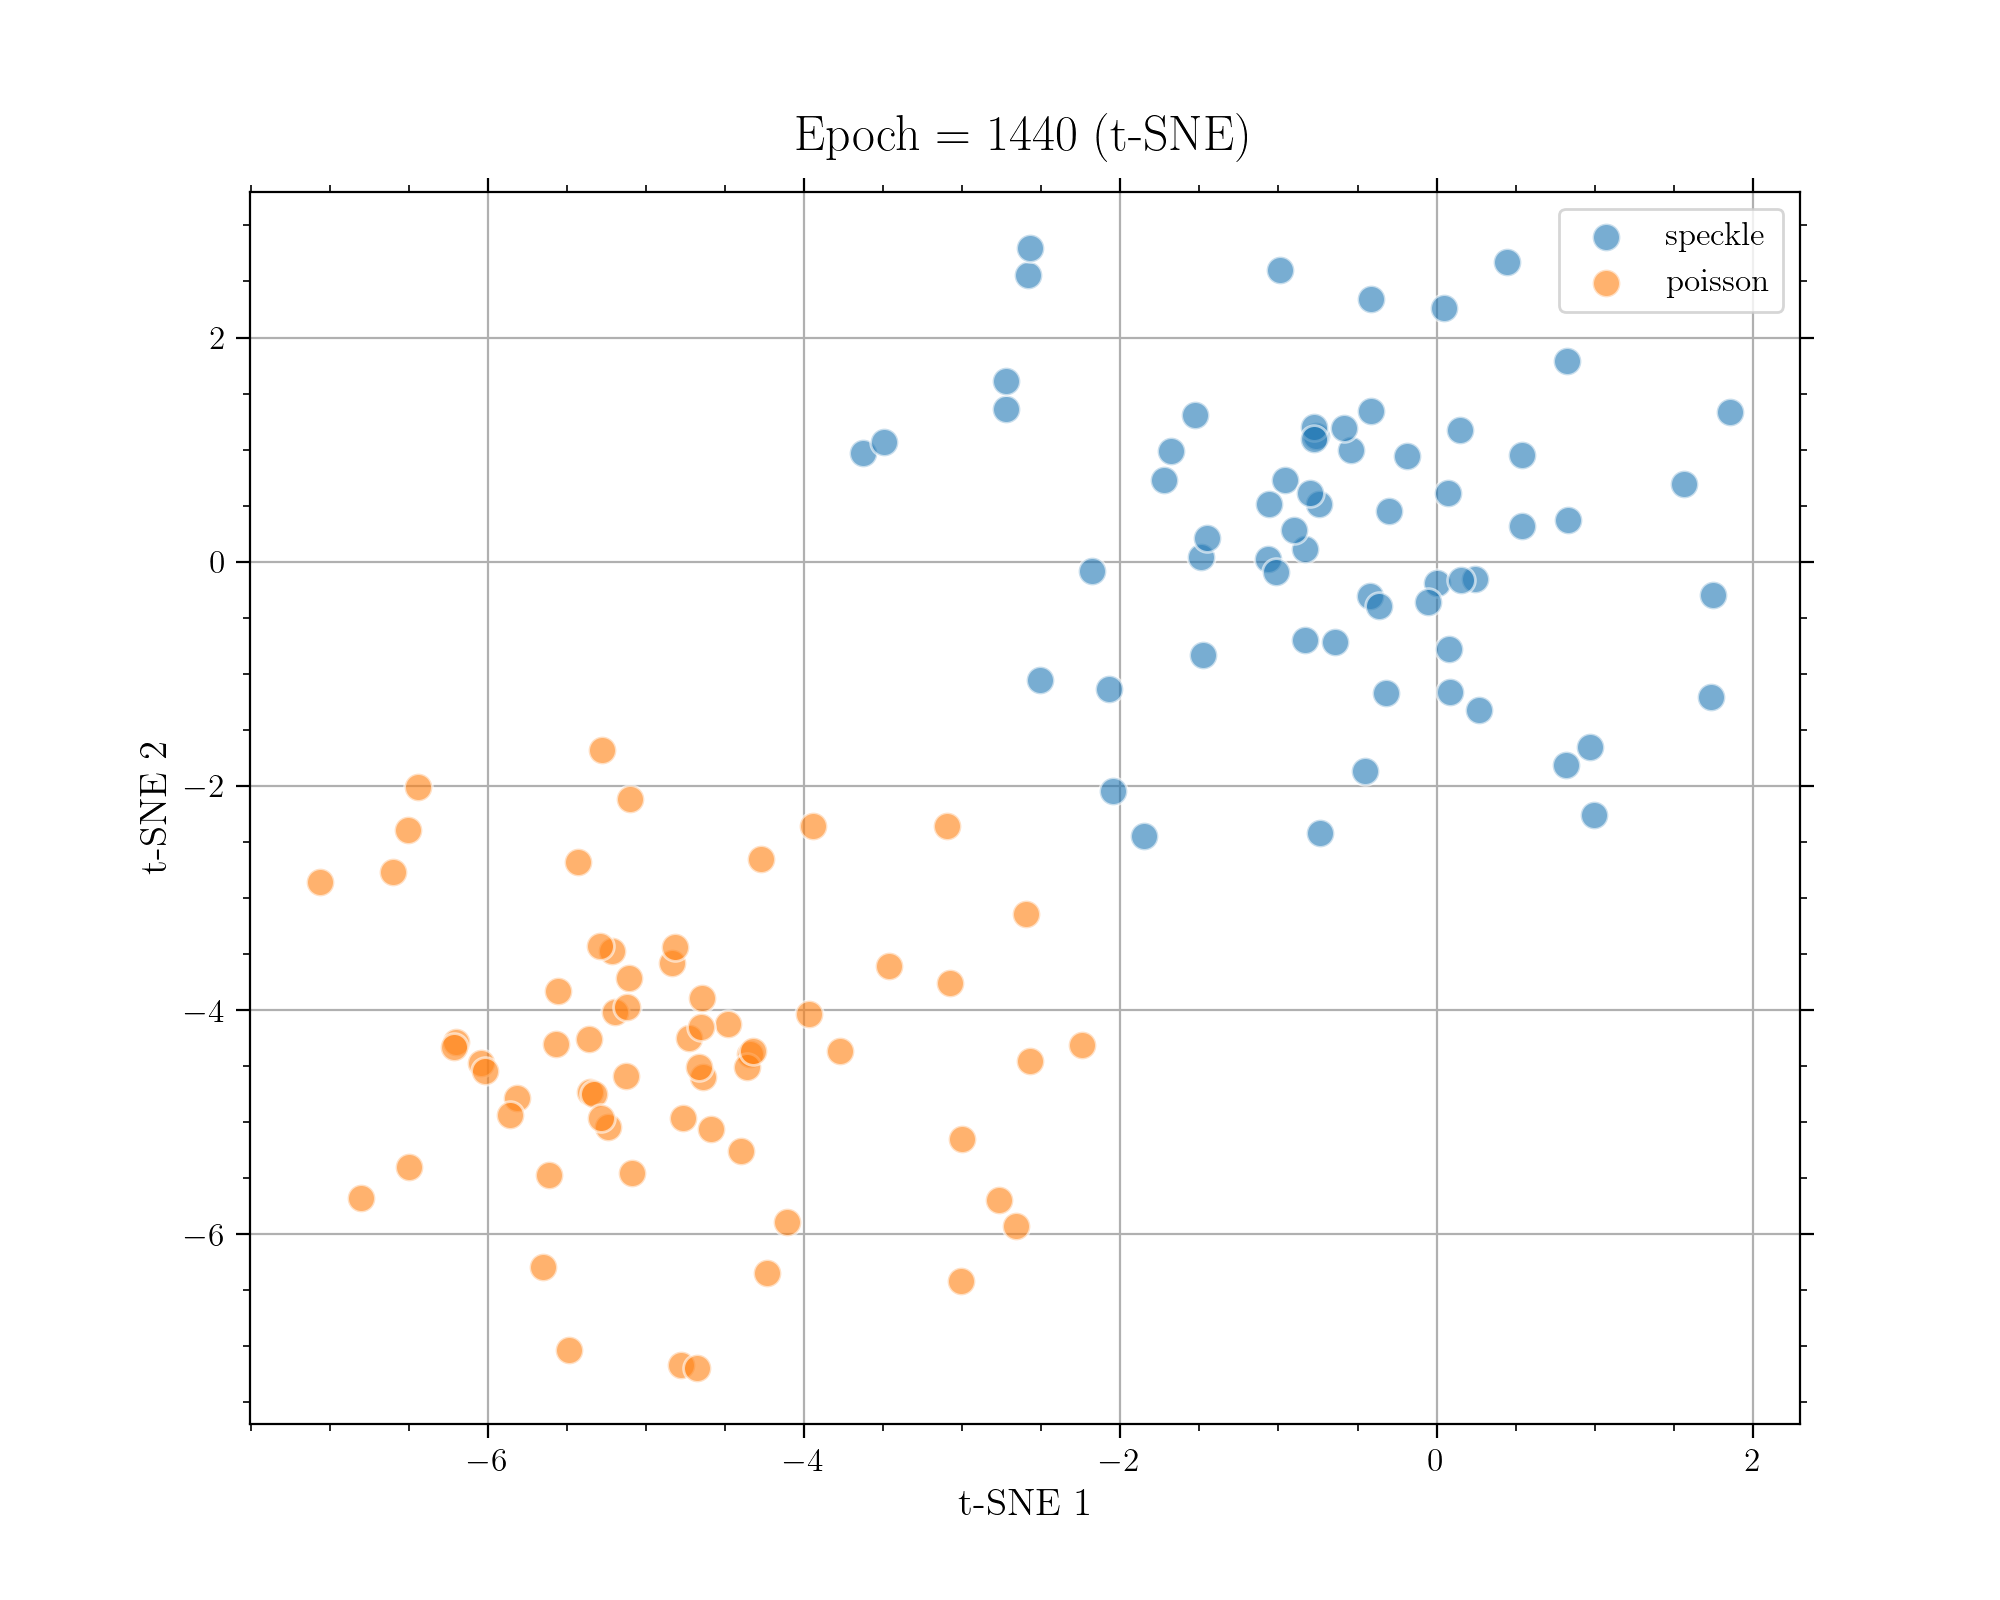 Epoch = 1440 (t-SNE)
speckle
poisson
2
0
−2
−4
−6
t-SNE 2
−6 −4 −2 0 2
t-SNE 1